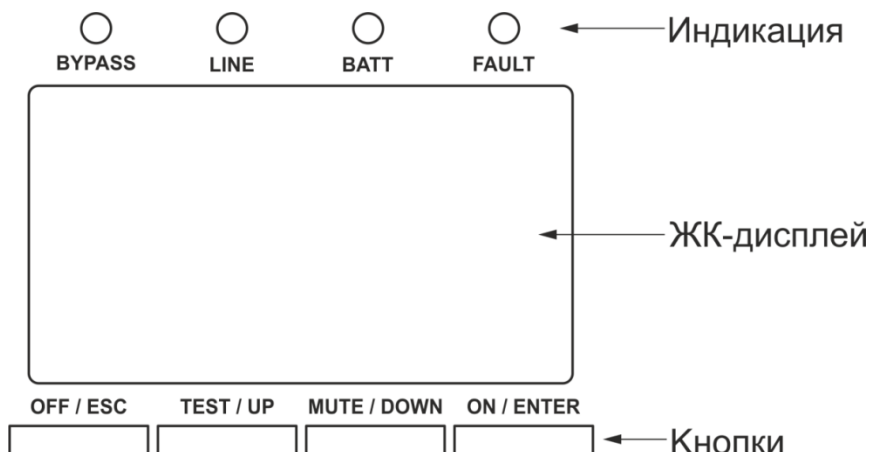 Индикация
BYPASS LINE BATT FAULT
ЖК-дисплей
OFF / ESC TEST / UP MUTE / DOWN ON / ENTER
Кнопки